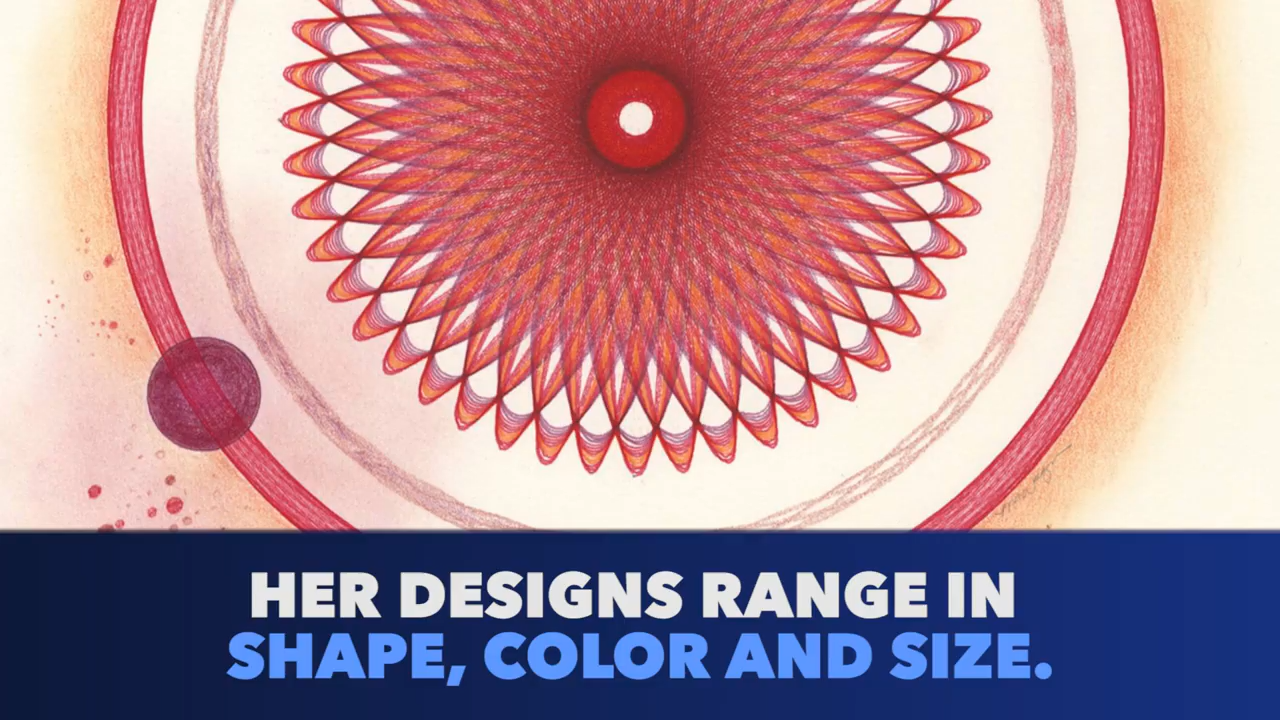 HER DESIGNS RANGE IN
SHAPE, COLOR AND SIZE.